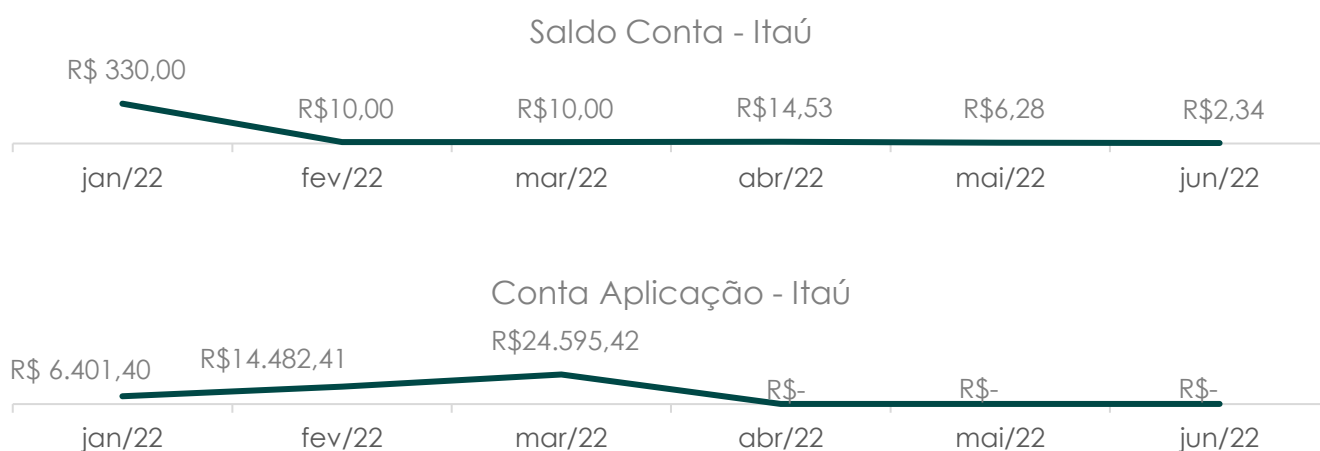 Saldo Conta - Itaú
R$ 330,00
R$10,00
R$10,00
R$14,53
R$6,28
R$2,34
jan/22
fev/22
mar/22
abr/22
mai/22
jun/22
Conta Aplicação - Itaú
R$ 6.401,40
R$14.482,41
R$24.595,42
R$-
R$-
R$-
jan/22
fev/22
mar/22
abr/22
mai/22
jun/22